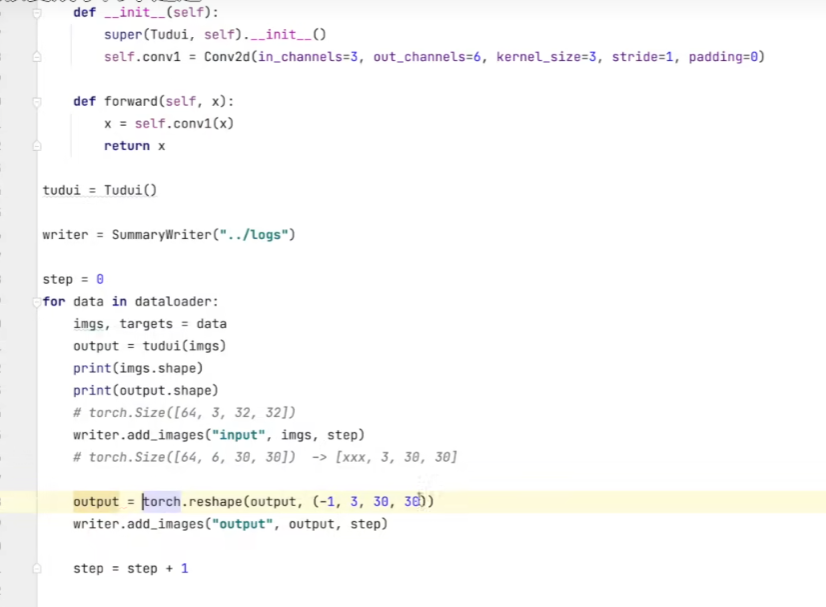 def __init__(self):
super(Tudui, self).__init__()
self.conv1 = Conv2d(in_channels=3, out_channels=6, kernel_size=3, stride=1, padding=0)
def forward(self, x):
x = self.conv1(x)
return x
tudui = Tudui()
writer = SummaryWriter("../logs")
step = 0
for data in dataloader:
imgs, targets = data
output = tudui(imgs)
print(imgs.shape)
print(output.shape)
# torch.Size([64, 3, 32, 32])
writer.add_images("input", imgs, step)
# torch.Size([64, 6, 30, 30])  -> [xxx, 3, 30, 30]
output = torch.reshape(output, (-1, 3, 30, 30))
writer.add_images("output", output, step)
step = step + 1